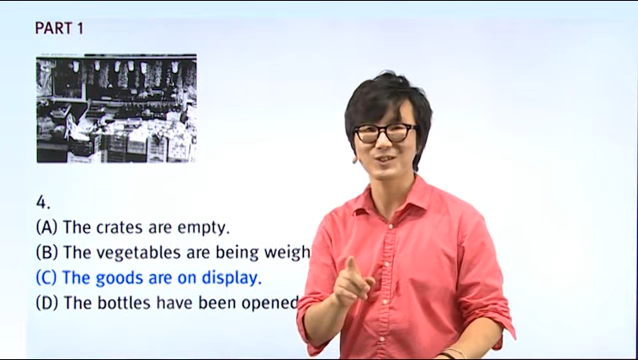 PART 1
4.
(A) The crates are empty.
(B) The vegetables are being weigh
(C) The goods are on display.
(D) The bottles have been opened